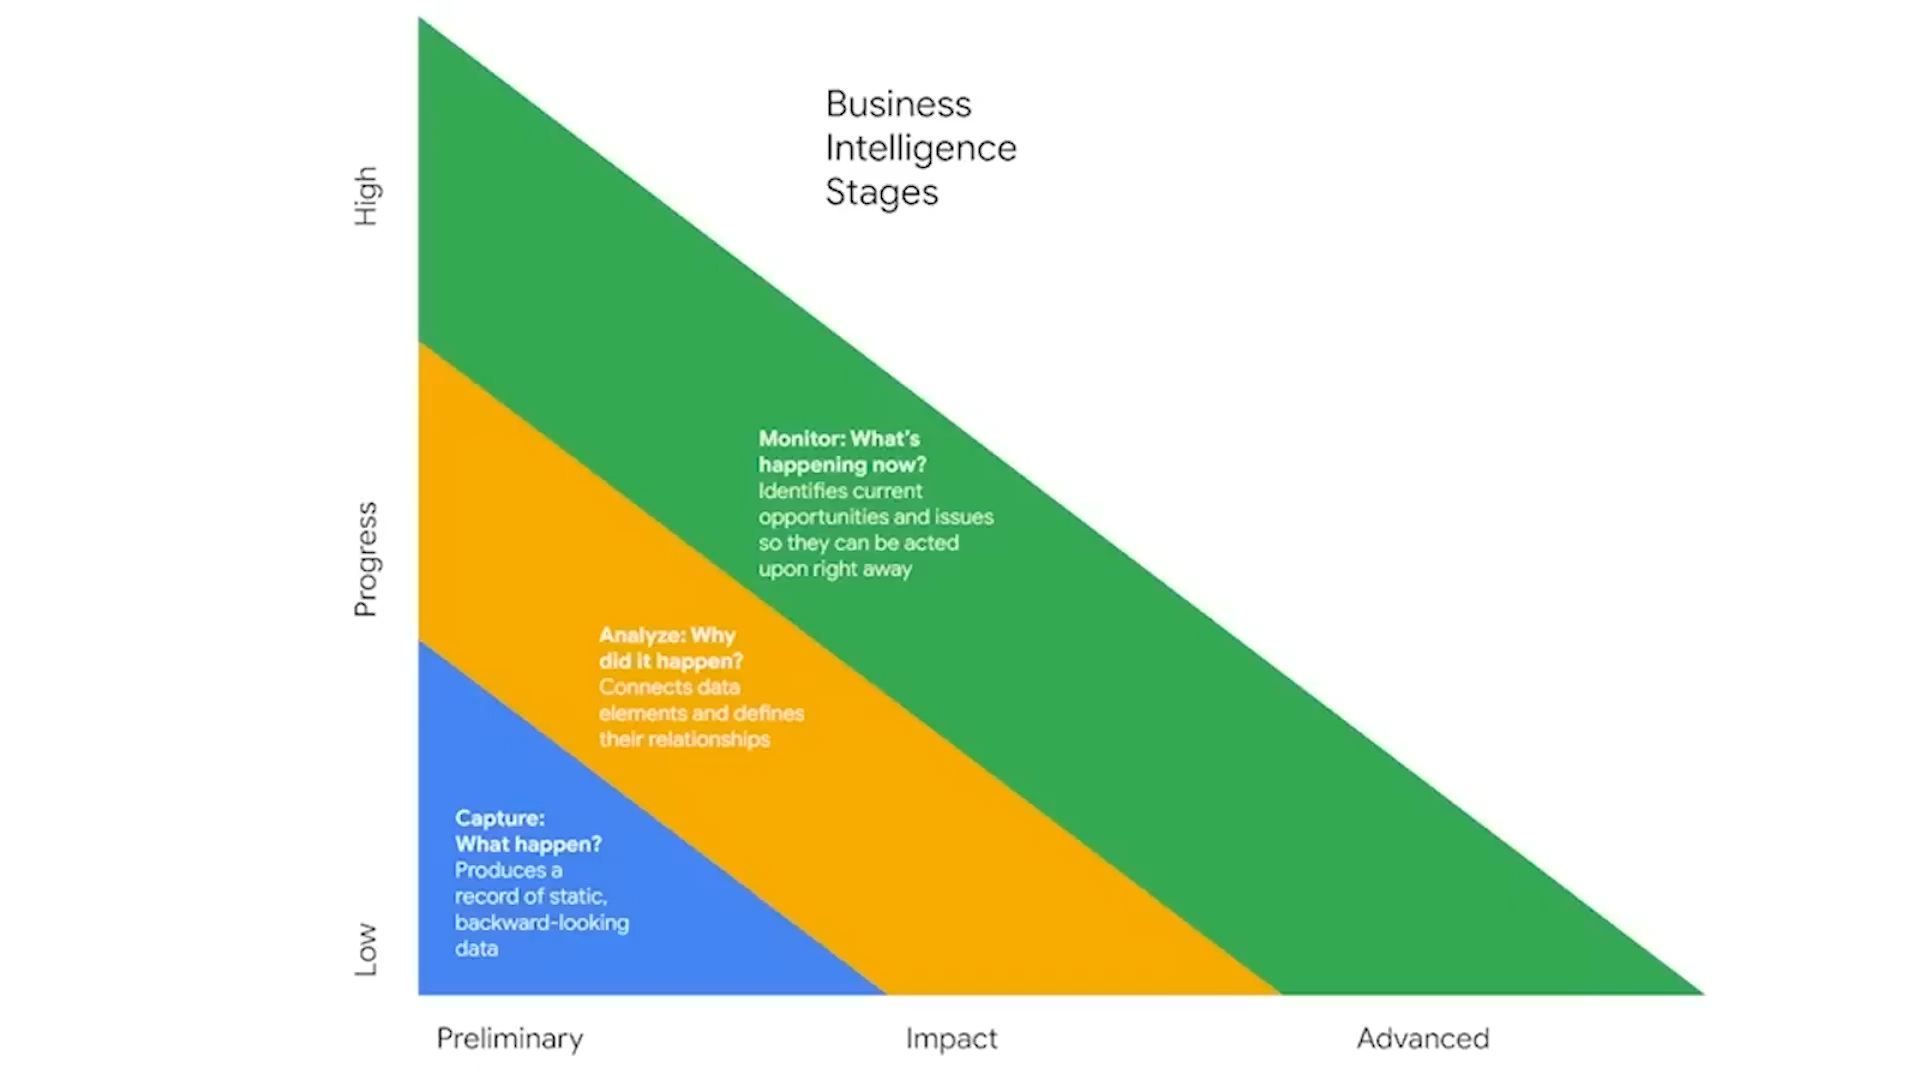 Business
Intelligence
Stages
High
Progress
Low
Monitor: What's
happening now?
Identifies current
opportunities and issues
so they can be acted
upon right away
Analyze: Why
did it happen?
Connects data
elements and defines
their relationships
Capture:
What happen?
Produces a
record of static,
backward-looking
data
Preliminary
Impact
Advanced